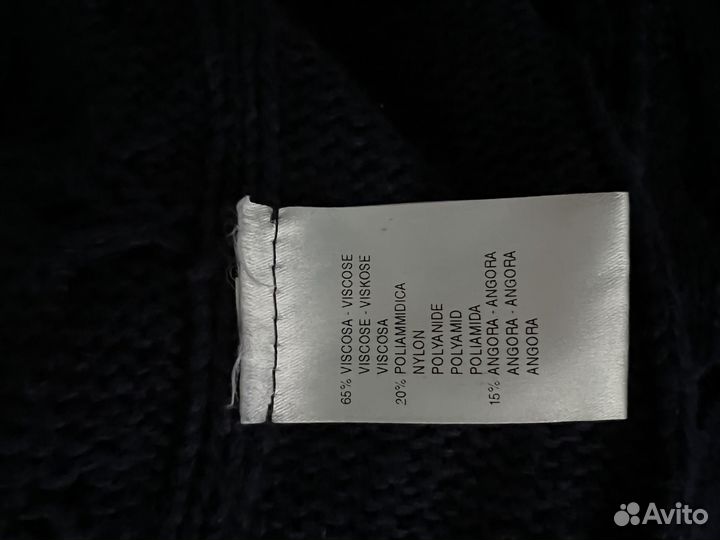 65% VISCOSA - VISCOSE
VISCOSE - VISKOSE
VISCOSA
20% POLIAMMIDICA
NYLON
POLYANIDE
POLYAMID
POLIAMIDA
15% ANGORA - ANGORA
ANGORA - ANGORA
ANGORA
Avito